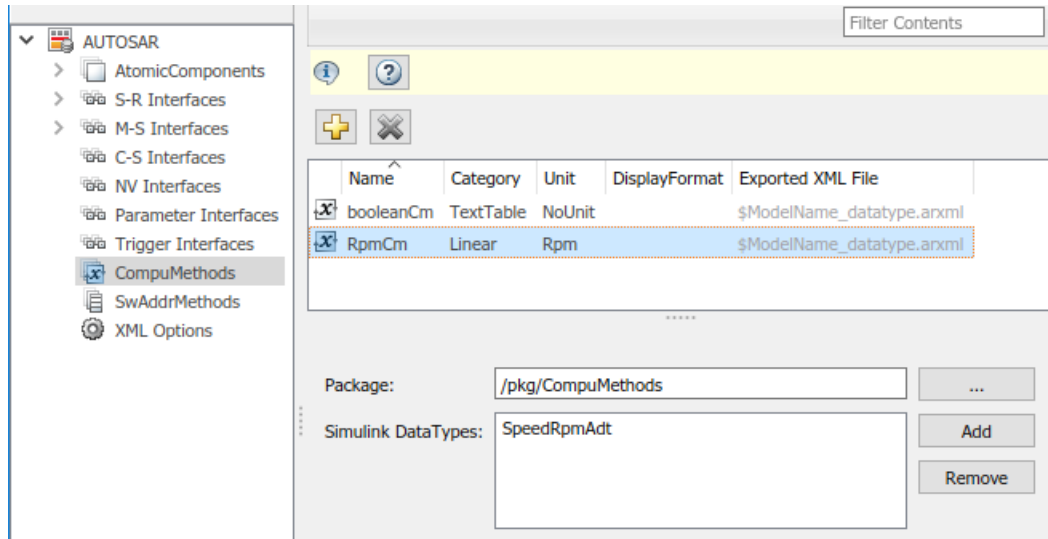 Filter Contents
AUTOSAR
AtomicComponents
S-R Interfaces
M-S Interfaces
C-S Interfaces
NV Interfaces
Parameter Interfaces
Trigger Interfaces
CompuMethods
SwAddrMethods
XML Options
Name Category Unit DisplayFormat Exported XML File
booleanCm TextTable NoUnit $ModelName_datatype.arxml
RpmCm Linear Rpm $ModelName_datatype.arxml
Package: /pkg/CompuMethods ...
Simulink DataTypes: SpeedRpmAdt Add
Remove